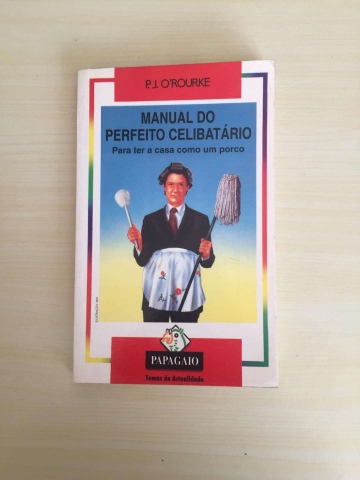 P.J. O'ROURKE
MANUAL DO
PERFEITO CELIBATÁRIO
Para ter a casa como um porco
PAPAGAIO
Temas da Actualidade